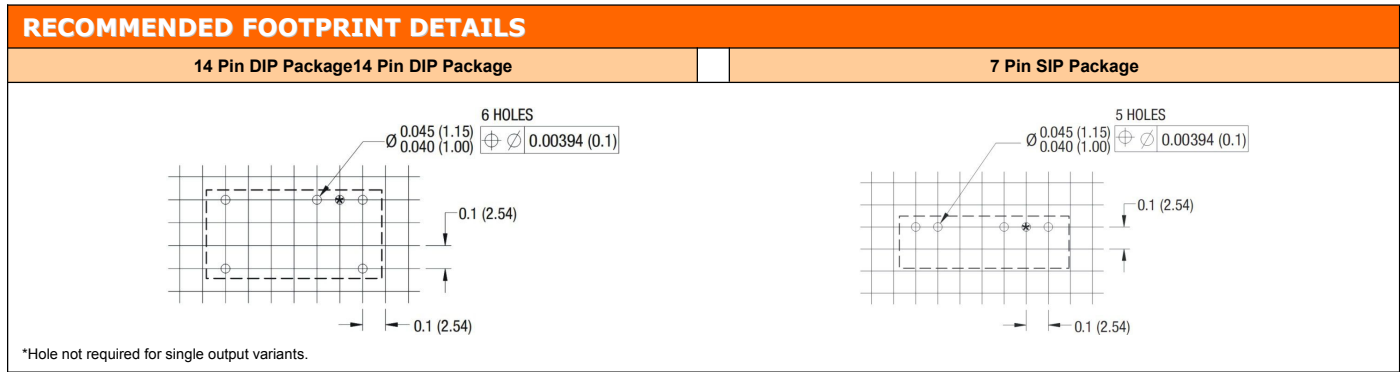 RECOMMENDED FOOTPRINT DETAILS
14 Pin DIP Package14 Pin DIP Package
7 Pin SIP Package
6 HOLES
Ø 0.045 (1.15)
0.040 (1.00)
⌖ ∅ 0.00394 (0.1)
0.1 (2.54)
0.1 (2.54)
5 HOLES
Ø 0.045 (1.15)
0.040 (1.00)
⌖ ∅ 0.00394 (0.1)
0.1 (2.54)
0.1 (2.54)
*Hole not required for single output variants.